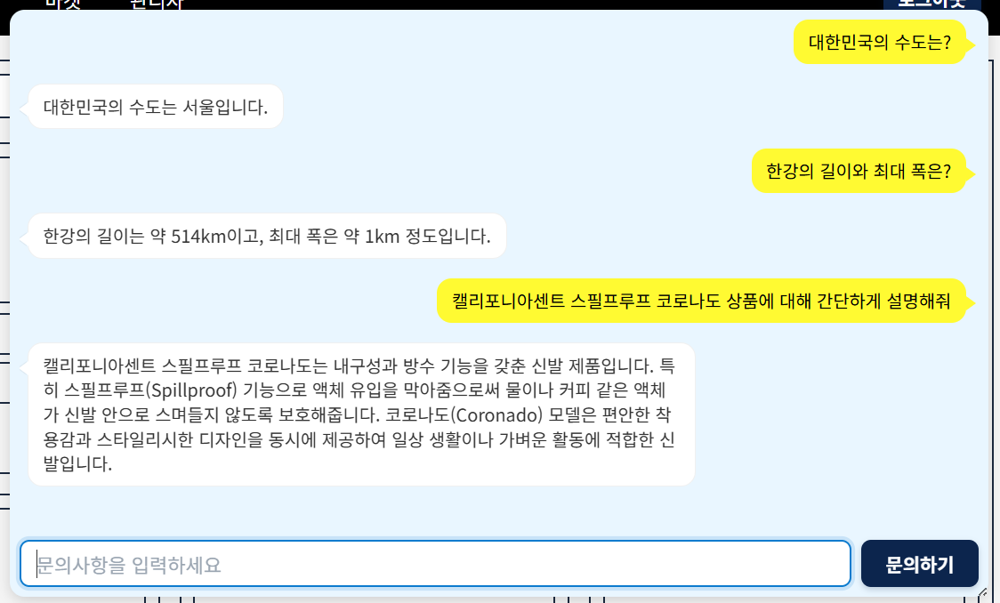 마켓 관리자 로그아웃
대한민국의 수도는?
대한민국의 수도는 서울입니다.
한강의 길이와 최대 폭은?
한강의 길이는 약 514km이고, 최대 폭은 약 1km 정도입니다.
캘리포니아센트 스필프루프 코로나도 상품에 대해 간단하게 설명해줘
캘리포니아센트 스필프루프 코로나도는 내구성과 방수 기능을 갖춘 신발 제품입니다. 특
히 스필프루프(Spillproof) 기능으로 액체 유입을 막아줌으로써 물이나 커피 같은 액체
가 신발 안으로 스며들지 않도록 보호해줍니다. 코로나도(Coronado) 모델은 편안한 착
용감과 스타일리시한 디자인을 동시에 제공하여 일상 생활이나 가벼운 활동에 적합한 신
발입니다.
문의사항을 입력하세요
문의하기